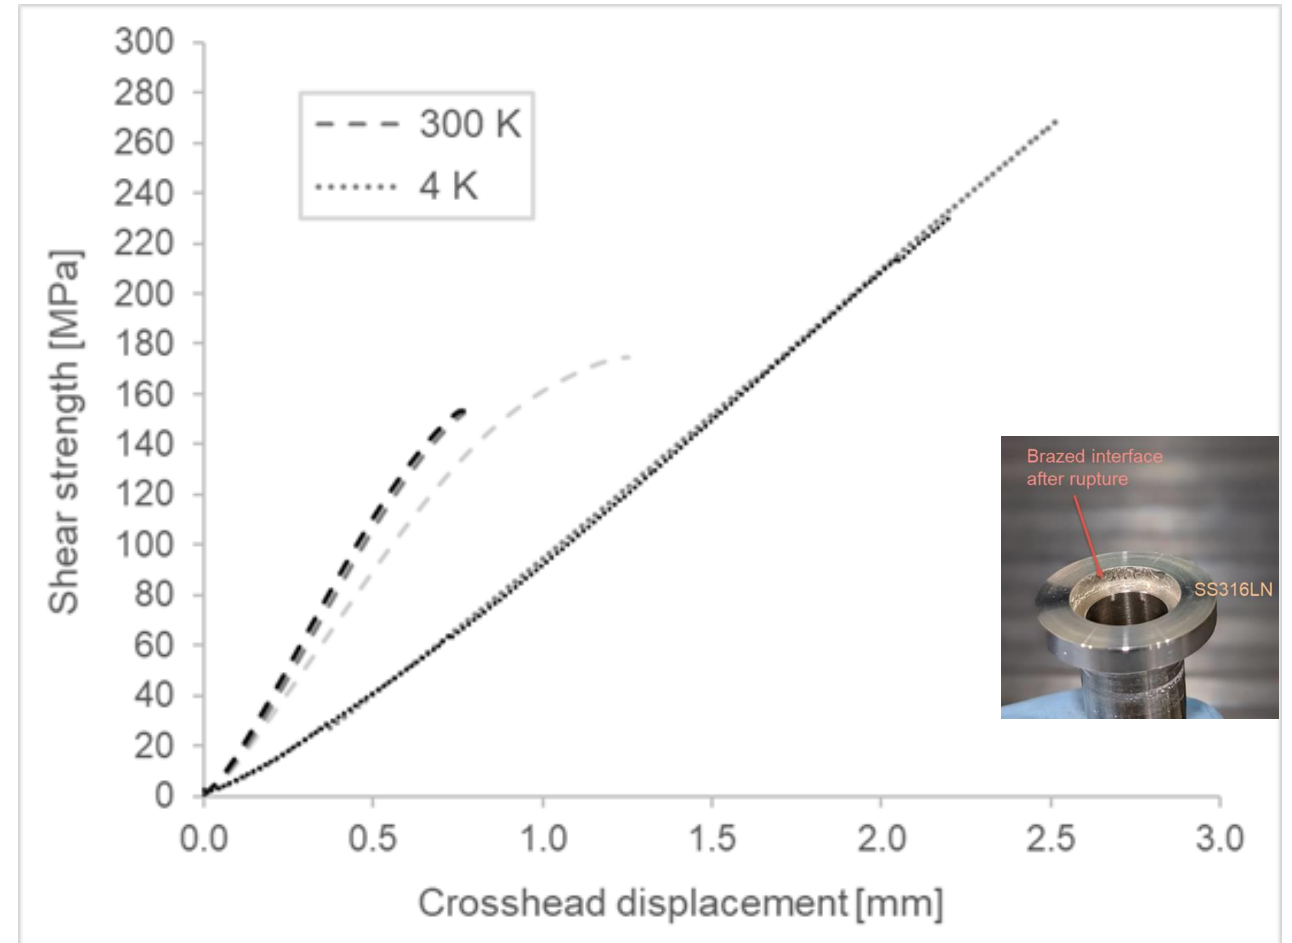 300
280
260
240
220
200
180
160
140
120
100
80
60
40
20
0
Shear strength [MPa]
300 K
4 K
0.0 0.5 1.0 1.5 2.0 2.5 3.0
Crosshead displacement [mm]
Brazed interface
after rupture
SS316LN